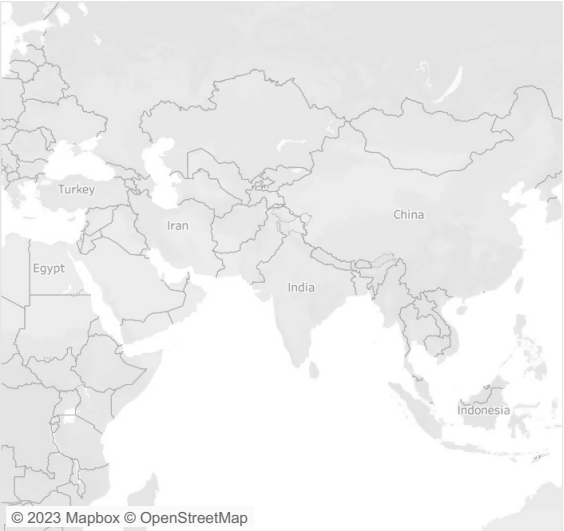 Turkey
Iran
China
Egypt
India
Indonesia
© 2023 Mapbox © OpenStreetMap